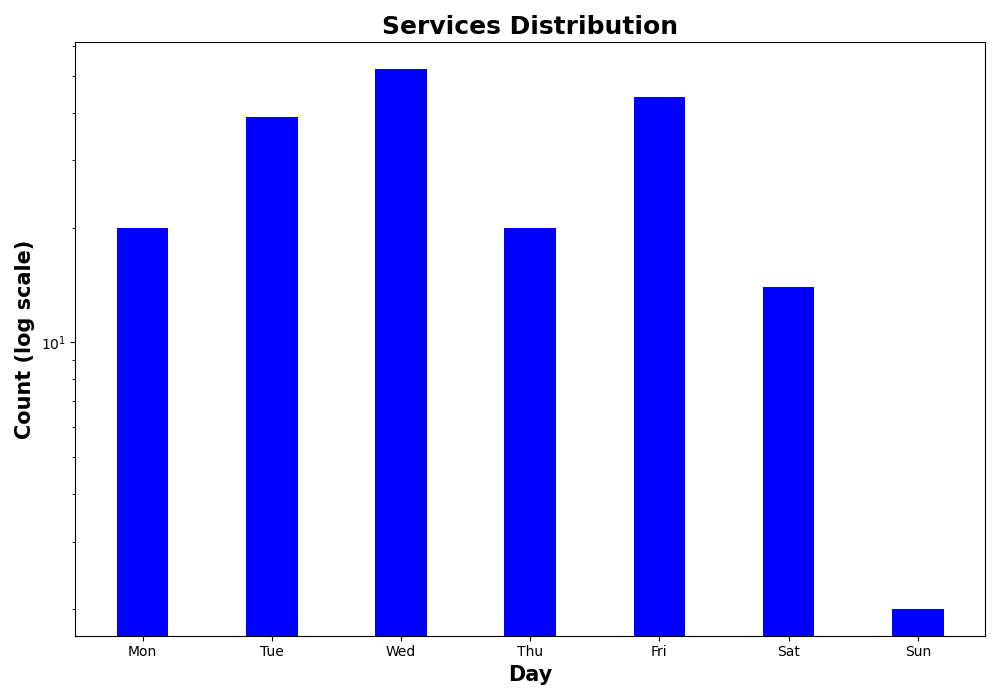 Services Distribution
Count (log scale)
10¹
Mon Tue Wed Thu Fri Sat Sun
Day